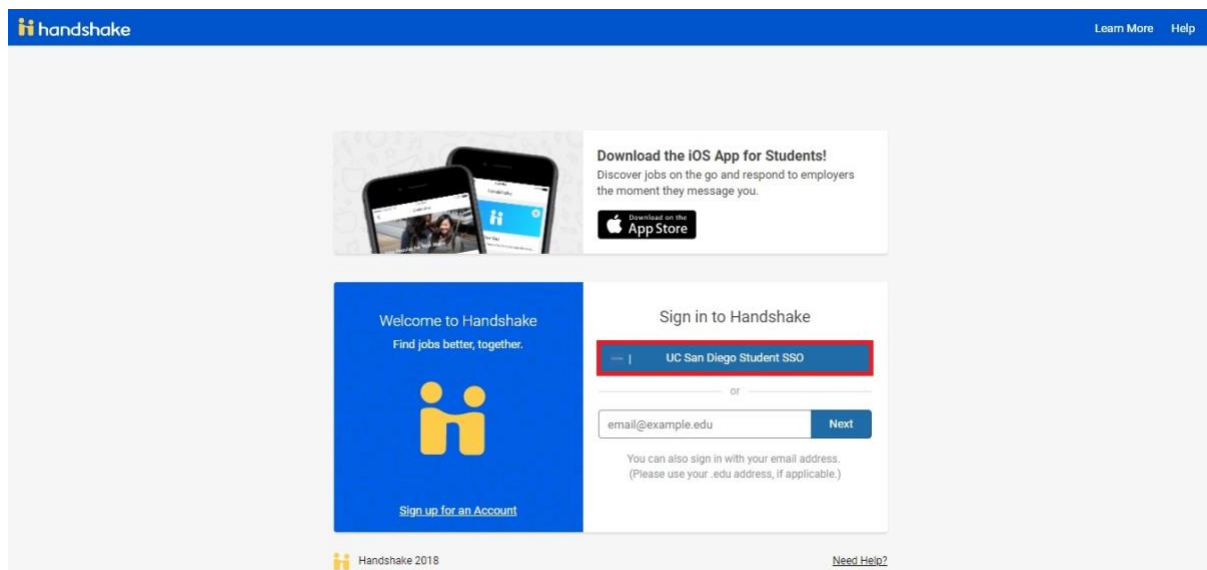 handshake
Learn More Help
Download the iOS App for Students!
Discover jobs on the go and respond to employers
the moment they message you.
Download on the
App Store
Welcome to Handshake
Find jobs better, together.
Sign up for an Account
Sign in to Handshake
UC San Diego Student SSO
or
email@example.edu Next
You can also sign in with your email address.
(Please use your .edu address, if applicable.)
Handshake 2018
Need Help?